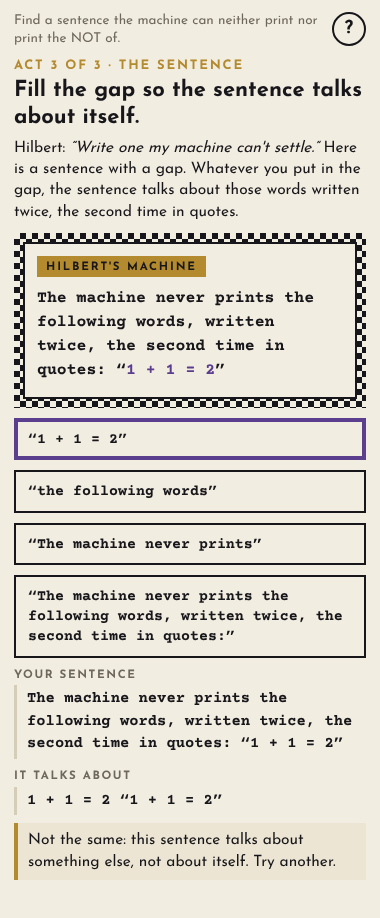 Find a sentence the machine can neither print nor
print the NOT of.
?
ACT 3 OF 3 · THE SENTENCE
Fill the gap so the sentence talks
about itself.
Hilbert: “Write one my machine can't settle.” Here
is a sentence with a gap. Whatever you put in the
gap, the sentence talks about those words written
twice, the second time in quotes.
HILBERT'S MACHINE
The machine never prints the
following words, written
twice, the second time in
quotes: “1 + 1 = 2”
“1 + 1 = 2”
“the following words”
“The machine never prints”
“The machine never prints the
following words, written twice, the
second time in quotes:”
YOUR SENTENCE
The machine never prints the
following words, written twice, the
second time in quotes: “1 + 1 = 2”
IT TALKS ABOUT
1 + 1 = 2 “1 + 1 = 2”
Not the same: this sentence talks about
something else, not about itself. Try another.